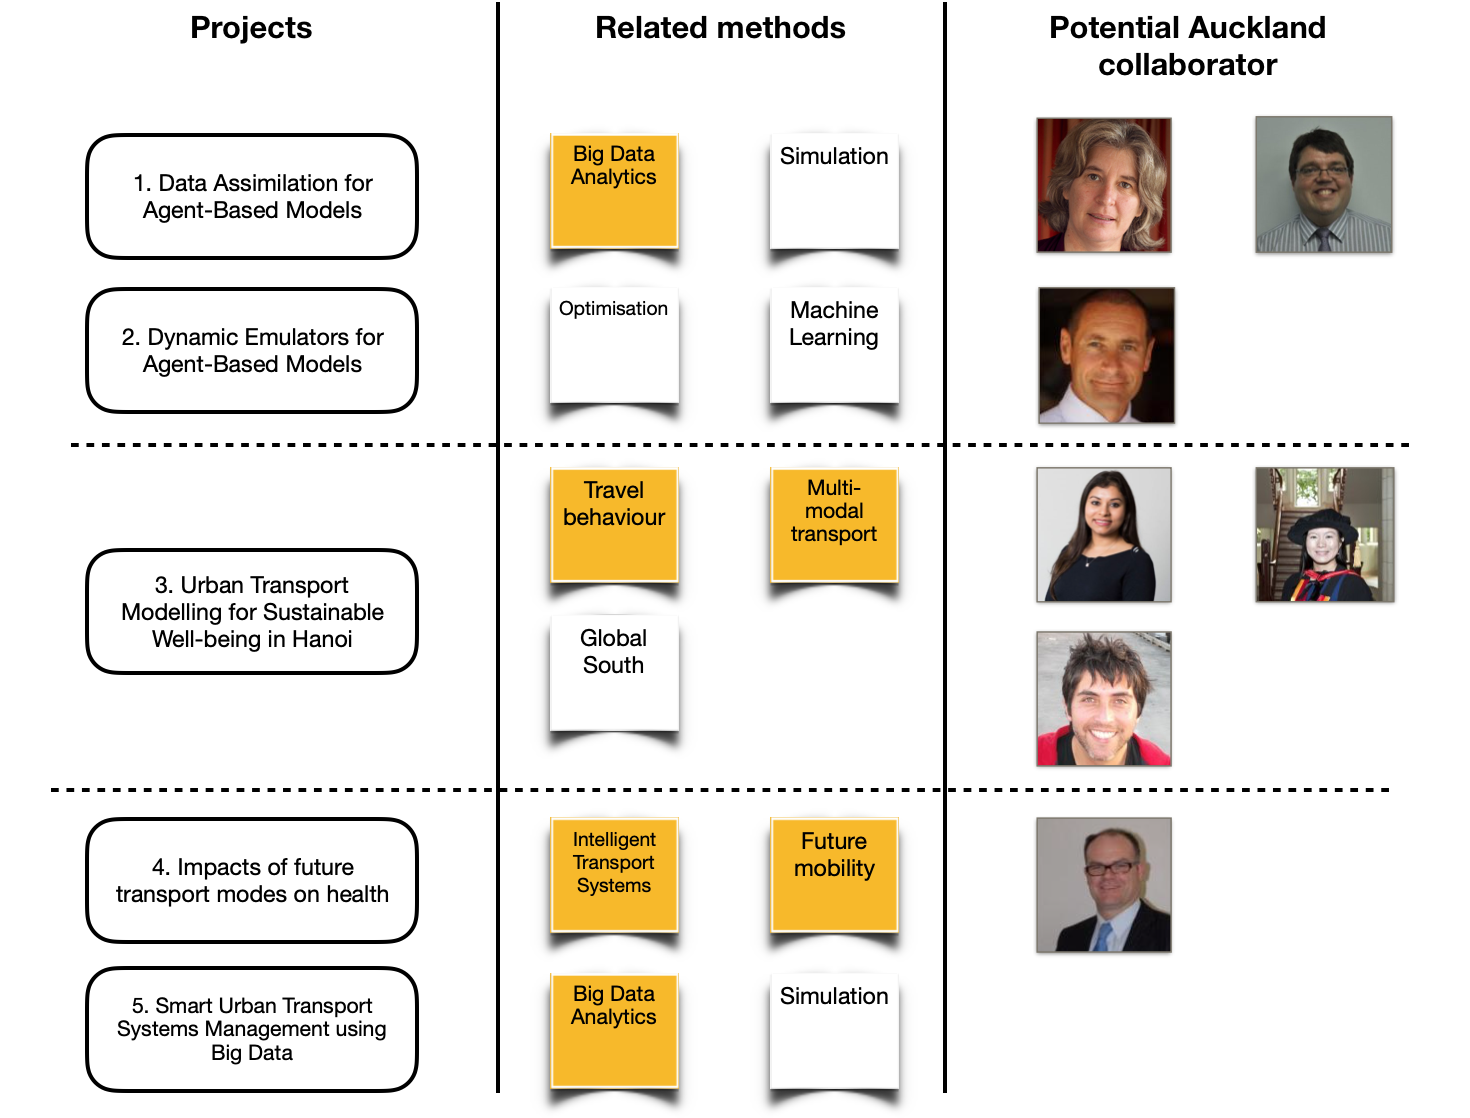 Projects
Related methods
Potential Auckland
collaborator
1. Data Assimilation for
Agent-Based Models
Big Data
Analytics
Simulation
2. Dynamic Emulators for
Agent-Based Models
Optimisation
Machine
Learning
3. Urban Transport
Modelling for Sustainable
Well-being in Hanoi
Travel
behaviour
Multi-
modal
transport
Global
South
4. Impacts of future
transport modes on health
Intelligent
Transport
Systems
Future
mobility
5. Smart Urban Transport
Systems Management using
Big Data
Big Data
Analytics
Simulation